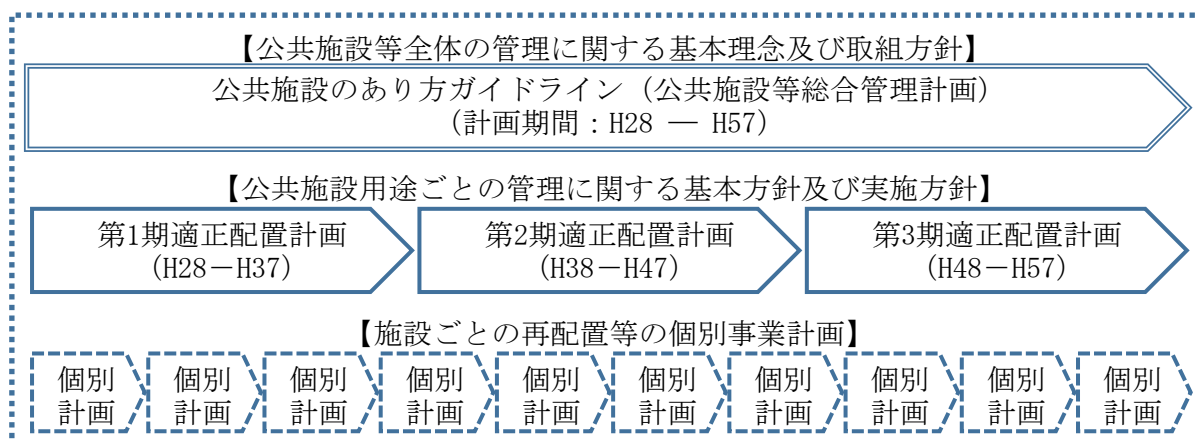 【公共施設等全体の管理に関する基本理念及び取組方針】
公共施設のあり方ガイドライン（公共施設等総合管理計画）
（計画期間：H28 ― H57）
【公共施設用途ごとの管理に関する基本方針及び実施方針】
第1期適正配置計画 第2期適正配置計画 第3期適正配置計画
（H28－H37） （H38－H47） （H48－H57）
【施設ごとの再配置等の個別事業計画】
個別 個別 個別 個別 個別 個別 個別 個別 個別 個別
計画 計画 計画 計画 計画 計画 計画 計画 計画 計画